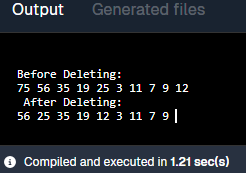 Output Generated files
Before Deleting:
75 56 35 19 25 3 11 7 9 12
After Deleting:
56 25 35 19 12 3 11 7 9
Compiled and executed in 1.21 sec(s)